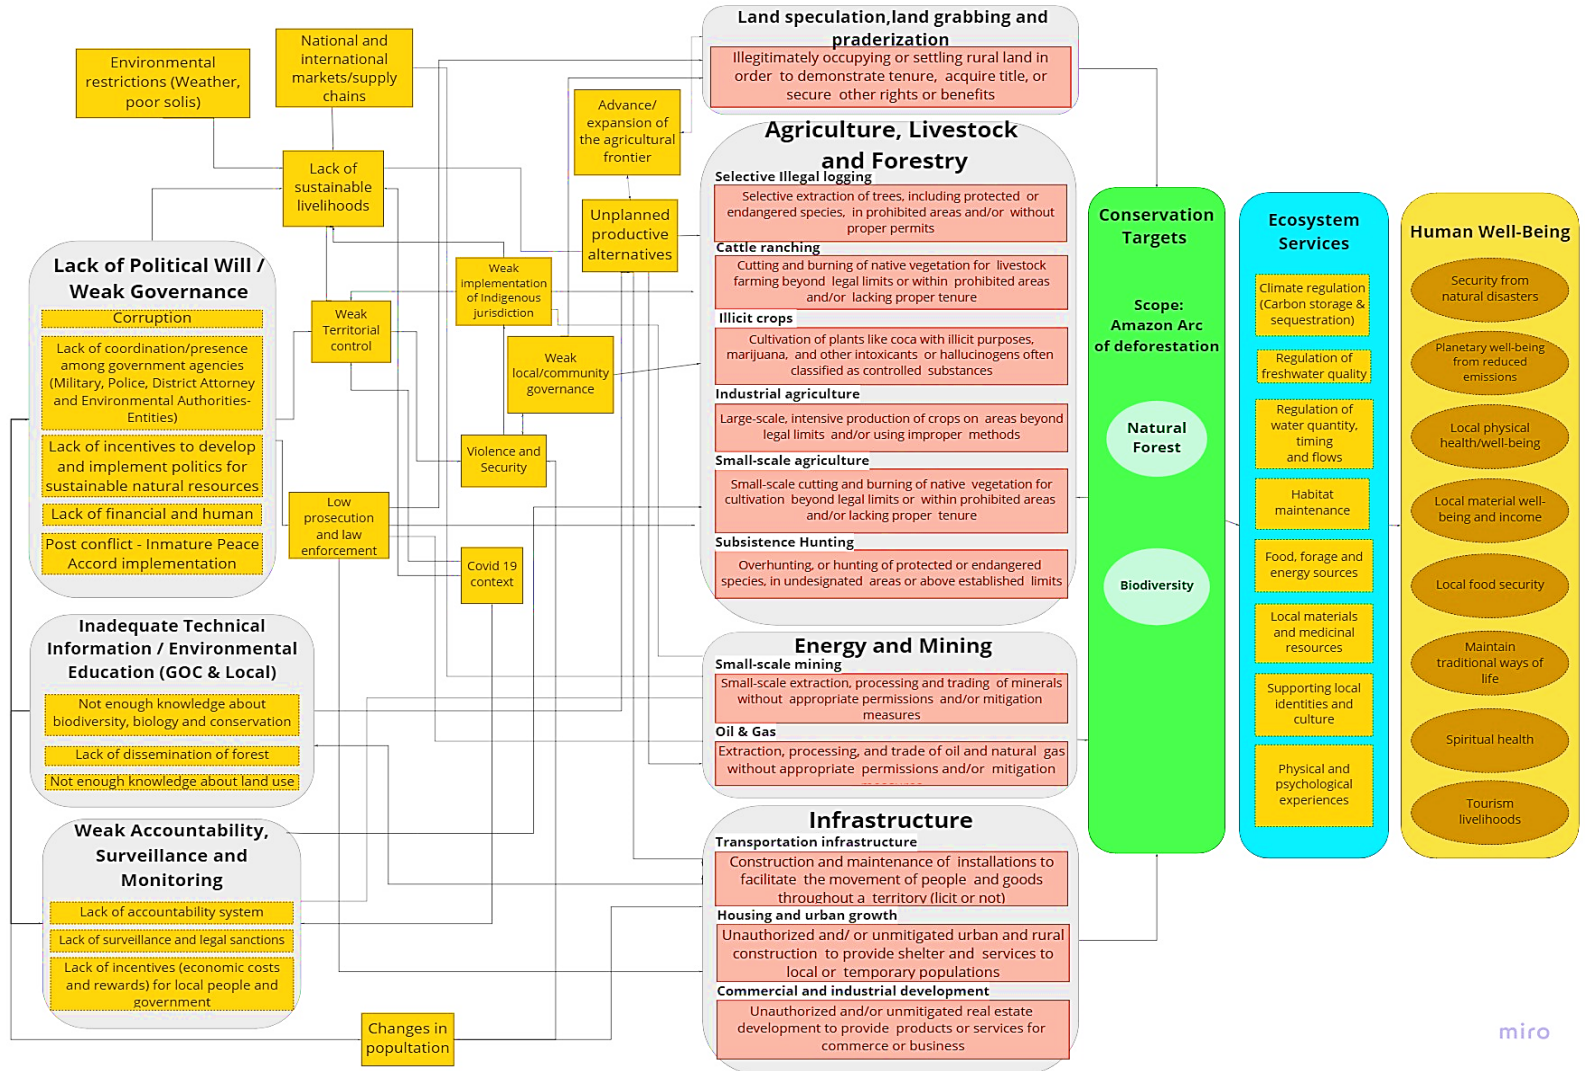 Environmental
restrictions (Weather,
poor solis)
National and
international
markets/supply
chains
Lack of
sustainable
livelihoods
Lack of Political Will /
Weak Governance
Corruption
Lack of coordination/presence
among government agencies
(Military, Police, District Attorney
and Environmental Authorities-
Entities)
Lack of incentives to develop
and implement politics for
sustainable natural resources
Lack of financial and human
Post conflict - Inmature Peace
Accord implementation
Inadequate Technical
Information / Environmental
Education (GOC & Local)
Not enough knowledge about
biodiversity, biology and conservation
Lack of dissemination of forest
Not enough knowledge about land use
Weak Accountability,
Surveillance and
Monitoring
Lack of accountability system
Lack of surveillance and legal sanctions
Lack of incentives (economic costs
and rewards) for local people and
government
Weak
Territorial
control
Low
prosecution
and law
enforcement
Changes in
popultation
Weak
implementation
of Indigenous
jurisdiction
Weak
local/community
governance
Violence and
Security
Covid 19
context
Advance/
expansion of
the agricultural
frontier
Unplanned
productive
alternatives
Land speculation,land grabbing and
praderization
Illegitimately occupying or settling rural land in
order to demonstrate tenure, acquire title, or
secure other rights or benefits
Agriculture, Livestock
and Forestry
Selective Illegal logging
Selective extraction of trees, including protected or
endangered species, in prohibited areas and/or without
proper permits
Cattle ranching
Cutting and burning of native vegetation for livestock
farming beyond legal limits or within prohibited areas
and/or lacking proper tenure
Illicit crops
Cultivation of plants like coca with illicit purposes,
marijuana, and other intoxicants or hallucinogens often
classified as controlled substances
Industrial agriculture
Large-scale, intensive production of crops on areas beyond
legal limits and/or using improper methods
Small-scale agriculture
Small-scale cutting and burning of native vegetation for
cultivation beyond legal limits or within prohibited areas
and/or lacking proper tenure
Subsistence Hunting
Overhunting, or hunting of protected or endangered
species, in undesignated areas or above established limits
Energy and Mining
Small-scale mining
Small-scale extraction, processing and trading of minerals
without appropriate permissions and/or mitigation
measures
Oil & Gas
Extraction, processing, and trade of oil and natural gas
without appropriate permissions and/or mitigation
Infrastructure
Transportation infrastructure
Construction and maintenance of installations to
facilitate the movement of people and goods
throughout a territory (licit or not)
Housing and urban growth
Unauthorized and/ or unmitigated urban and rural
construction to provide shelter and services to
local or temporary populations
Commercial and industrial development
Unauthorized and/or unmitigated real estate
development to provide products or services for
commerce or business
Conservation
Targets
Scope:
Amazon Arc
of deforestation
Natural
Forest
Biodiversity
Ecosystem
Services
Climate regulation
(Carbon storage &
sequestration)
Regulation of
freshwater quality
Regulation of
water quantity,
timing
and flows
Habitat
maintenance
Food, forage and
energy sources
Local materials
and medicinal
resources
Supporting local
identities and
culture
Physical and
psychological
experiences
Human Well-Being
Security from
natural disasters
Planetary well-being
from reduced
emissions
Local physical
health/well-being
Local material well-
being and income
Local food security
Maintain
traditional ways of
life
Spiritual health
Tourism
livelihoods
miro